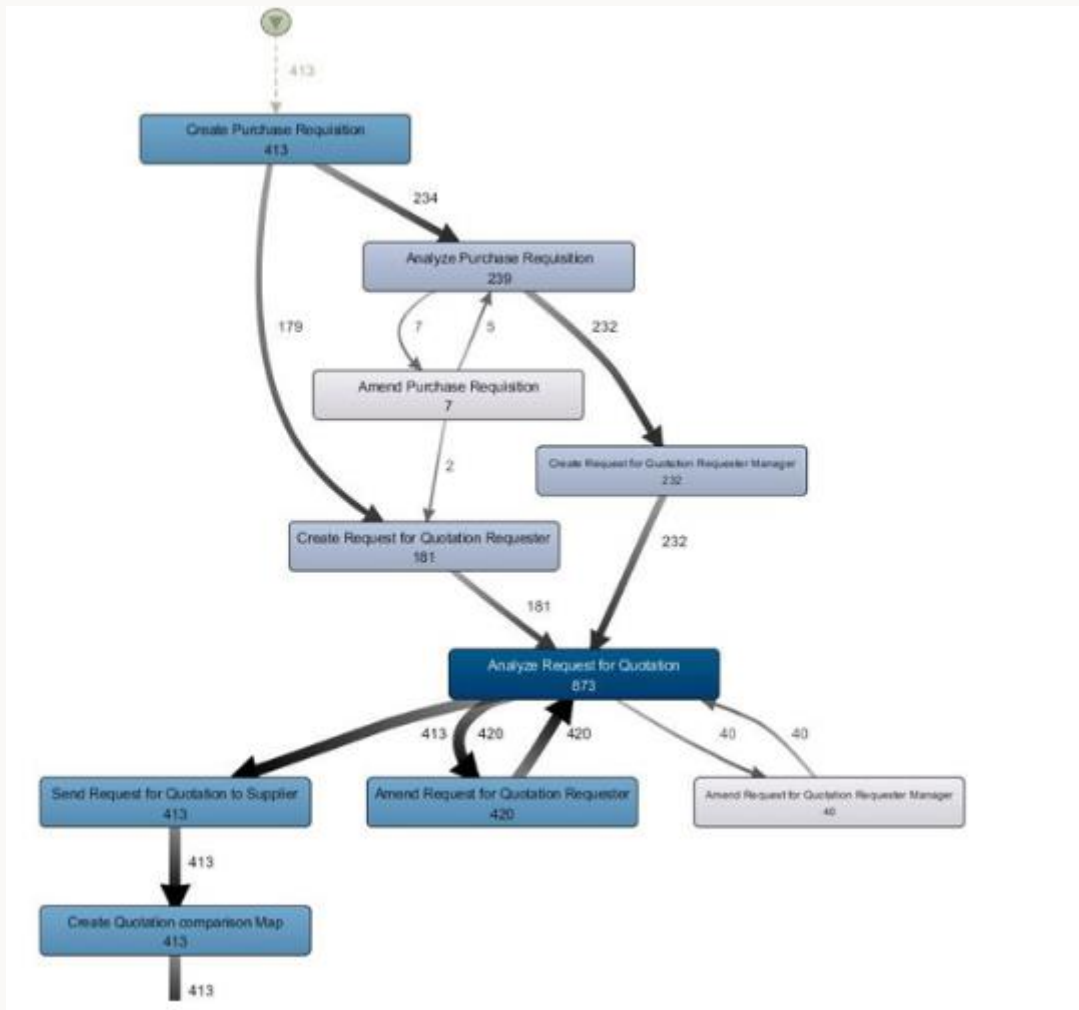 413
Create Purchase Requisition
413
234
Analyze Purchase Requisition
239
179
7
5
232
Amend Purchase Requisition
7
2
Create Request for Quotation Requester Manager
232
Create Request for Quotation Requester
181
232
181
Analyze Request for Quotation
873
413
420
420
40
40
Send Request for Quotation to Supplier
413
Amend Request for Quotation Requester
420
Amend Request for Quotation Requester Manager
40
413
Create Quotation comparison Map
413
413